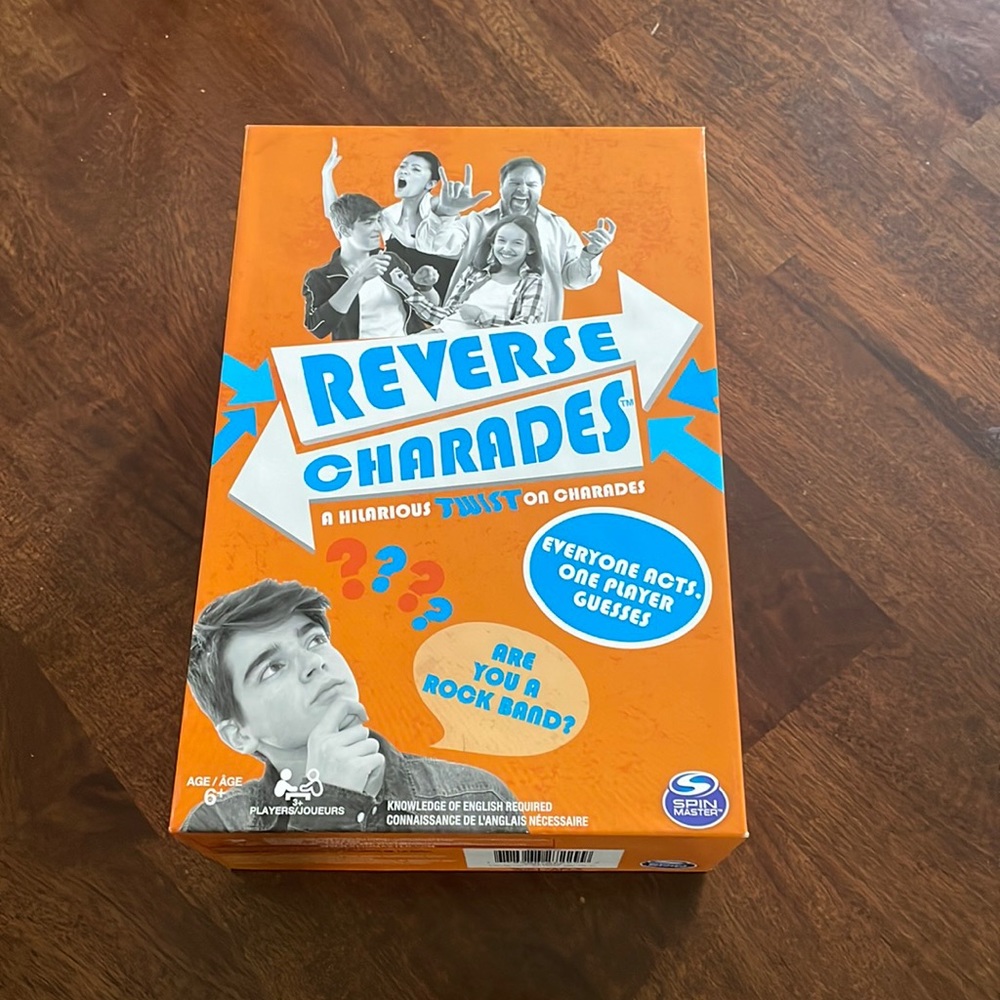 REVERSE
CHARADES™
A HILARIOUS TWIST ON CHARADES
? ? ? ?
EVERYONE ACTS.
ONE PLAYER
GUESSES
ARE
YOU A
ROCK BAND?
AGE / ÂGE
6+
3+
PLAYERS/JOUEURS
KNOWLEDGE OF ENGLISH REQUIRED
CONNAISSANCE DE L'ANGLAIS NÉCESSAIRE
SPIN
MASTER™